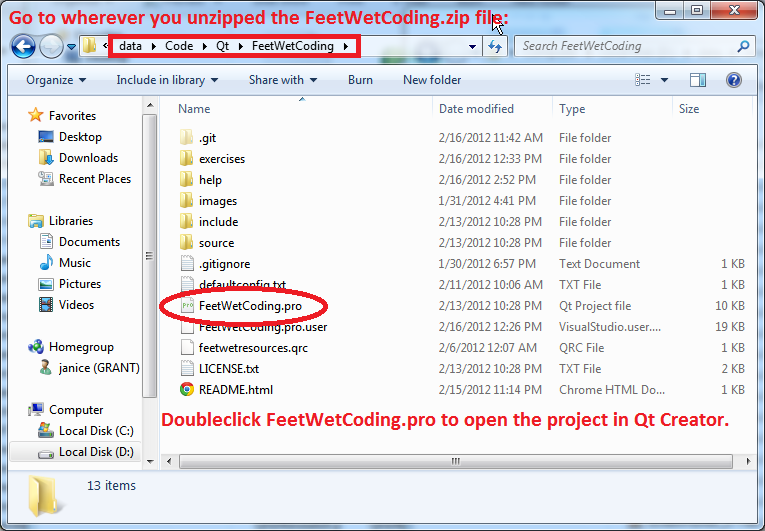 Go to wherever you unzipped the FeetWetCoding.zip file:
« data Code Qt FeetWetCoding Search FeetWetCoding
Organize Include in library Share with Burn New folder
Name Date modified Type Size
Favorites
Desktop
Downloads
Recent Places
Libraries
Documents
Music
Pictures
Videos
Homegroup
janice (GRANT)
Computer
Local Disk (C:)
Local Disk (D:)
.git 2/16/2012 11:42 AM File folder
exercises 2/16/2012 12:33 PM File folder
help 2/16/2012 2:52 PM File folder
images 1/31/2012 4:41 PM File folder
include 2/13/2012 10:28 PM File folder
source 2/13/2012 10:28 PM File folder
.gitignore 1/30/2012 6:57 PM Text Document 1 KB
defaultconfig.txt 2/11/2012 10:06 AM TXT File 1 KB
FeetWetCoding.pro 2/13/2012 10:28 PM Qt Project file 10 KB
FeetWetCoding.pro.user 2/16/2012 12:26 PM VisualStudio.user.... 19 KB
feetwetresources.qrc 2/6/2012 12:07 AM QRC File 1 KB
LICENSE.txt 2/13/2012 10:28 PM TXT File 2 KB
README.html 2/15/2012 11:14 PM Chrome HTML Do... 1 KB
Doubleclick FeetWetCoding.pro to open the project in Qt Creator.
13 items